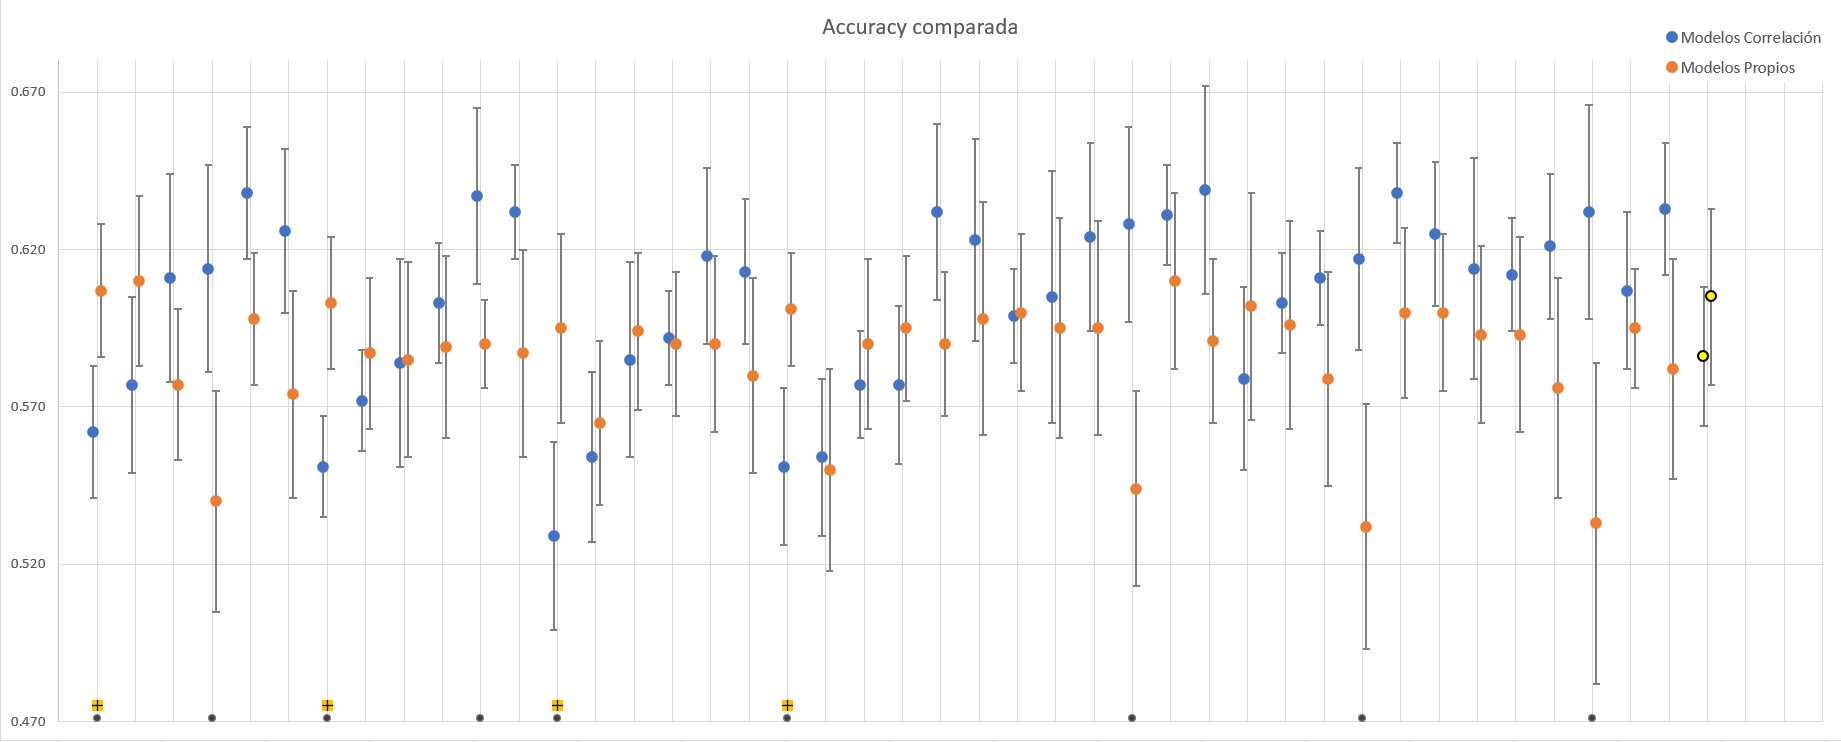 Accuracy comparada
Modelos Correlación
Modelos Propios
0.670
0.620
0.570
0.520
0.470